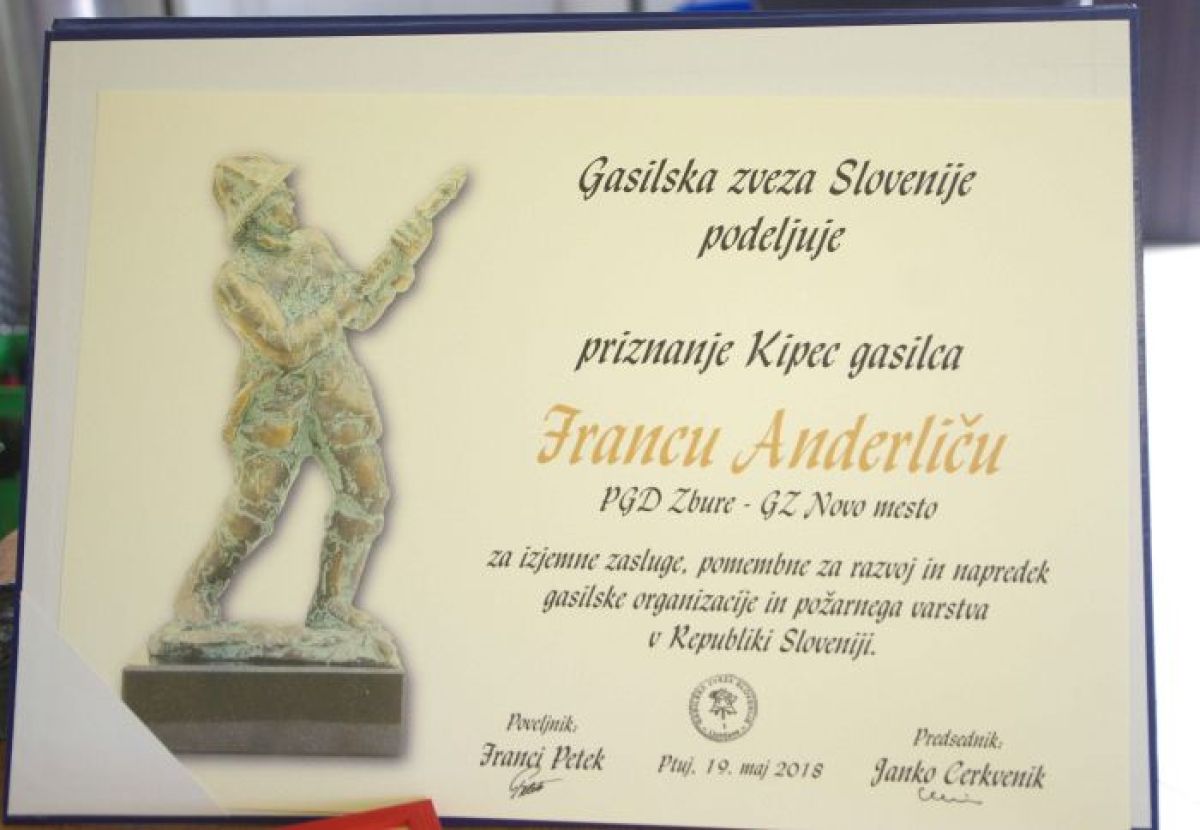 Gasilska zveza Slovenije
podeljuje
priznanje Kipec gasilca
Francu Anderliču
PGD Zbure - GZ Novo mesto
za izjemne zasluge, pomembne za razvoj in napredek
gasilske organizacije in požarnega varstva
v Republiki Sloveniji.
Poveljnik:
Franci Petek
Ptuj, 19. maj 2018
Predsednik:
Janko Cerkvenik